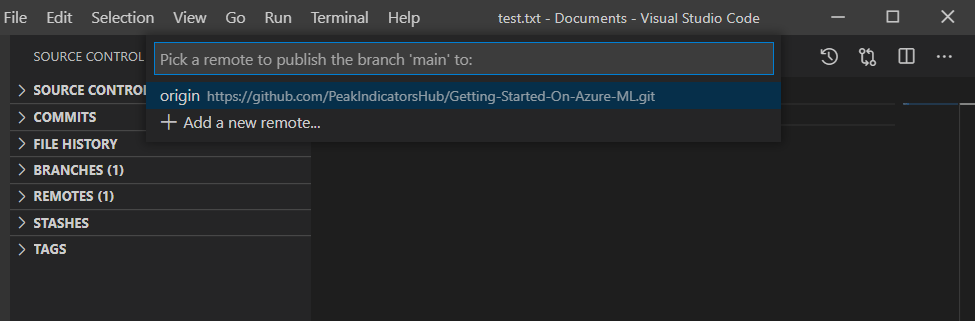 File Edit Selection View Go Run Terminal Help test.txt - Documents - Visual Studio Code
SOURCE CONTROL
Pick a remote to publish the branch 'main' to:
SOURCE CONTRO
origin https://github.com/PeakIndicatorsHub/Getting-Started-On-Azure-ML.git
COMMITS
Add a new remote...
FILE HISTORY
BRANCHES (1)
REMOTES (1)
STASHES
TAGS